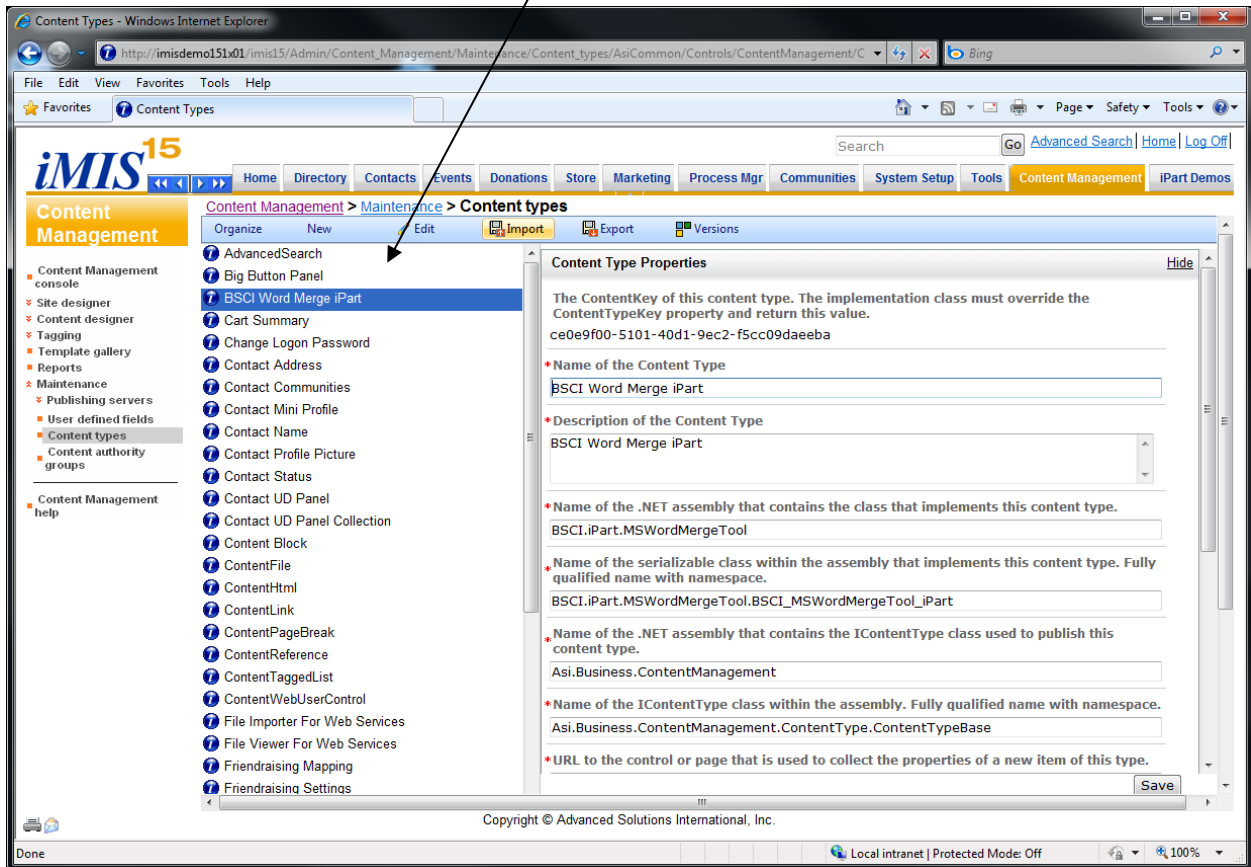 Content Types - Windows Internet Explorer
http://imisdemo151x01/imis15/Admin/Content_Management/Maintenance/Content_types/AsiCommon/Controls/ContentManagement/C
Bing
File Edit View Favorites Tools Help
Favorites Content Types
Page Safety Tools
iMIS 15
Search Go Advanced Search Home Log Off
Home Directory Contacts Events Donations Store Marketing Process Mgr Communities System Setup Tools Content Management iPart Demos
Content Management
Content Management console
Site designer
Content designer
Tagging
Template gallery
Reports
Maintenance
Publishing servers
User defined fields
Content types
Content authority groups
Content Management help
Content Management > Maintenance > Content types
Organize New Edit Import Export Versions
AdvancedSearch
Big Button Panel
BSCI Word Merge iPart
Cart Summary
Change Logon Password
Contact Address
Contact Communities
Contact Mini Profile
Contact Name
Contact Profile Picture
Contact Status
Contact UD Panel
Contact UD Panel Collection
Content Block
ContentFile
ContentHtml
ContentLink
ContentPageBreak
ContentReference
ContentTaggedList
ContentWebUserControl
File Importer For Web Services
File Viewer For Web Services
Friendraising Mapping
Friendraising Settings
Content Type Properties Hide
The ContentKey of this content type. The implementation class must override the
ContentTypeKey property and return this value.
ce0e9f00-5101-40d1-9ec2-f5cc09daeeba
*Name of the Content Type
BSCI Word Merge iPart
*Description of the Content Type
BSCI Word Merge iPart
*Name of the .NET assembly that contains the class that implements this content type.
BSCI.iPart.MSWordMergeTool
*Name of the serializable class within the assembly that implements this content type. Fully
qualified name with namespace.
BSCI.iPart.MSWordMergeTool.BSCI_MSWordMergeTool_iPart
*Name of the .NET assembly that contains the IContentType class used to publish this
content type.
Asi.Business.ContentManagement
*Name of the IContentType class within the assembly. Fully qualified name with namespace.
Asi.Business.ContentManagement.ContentType.ContentTypeBase
*URL to the control or page that is used to collect the properties of a new item of this type.
Save
Copyright © Advanced Solutions International, Inc.
Done Local intranet | Protected Mode: Off 100%